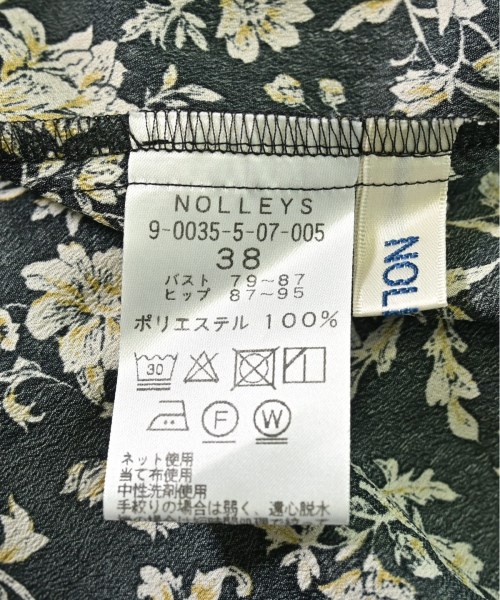 NOLLEYS
9-0035-5-07-005
38
バスト 79〜87
ヒップ 87〜95
ポリエステル 100%
30
F W
ネット使用
当て布使用
中性洗剤使用
手絞りの場合は弱く、遠心脱水
NOLL